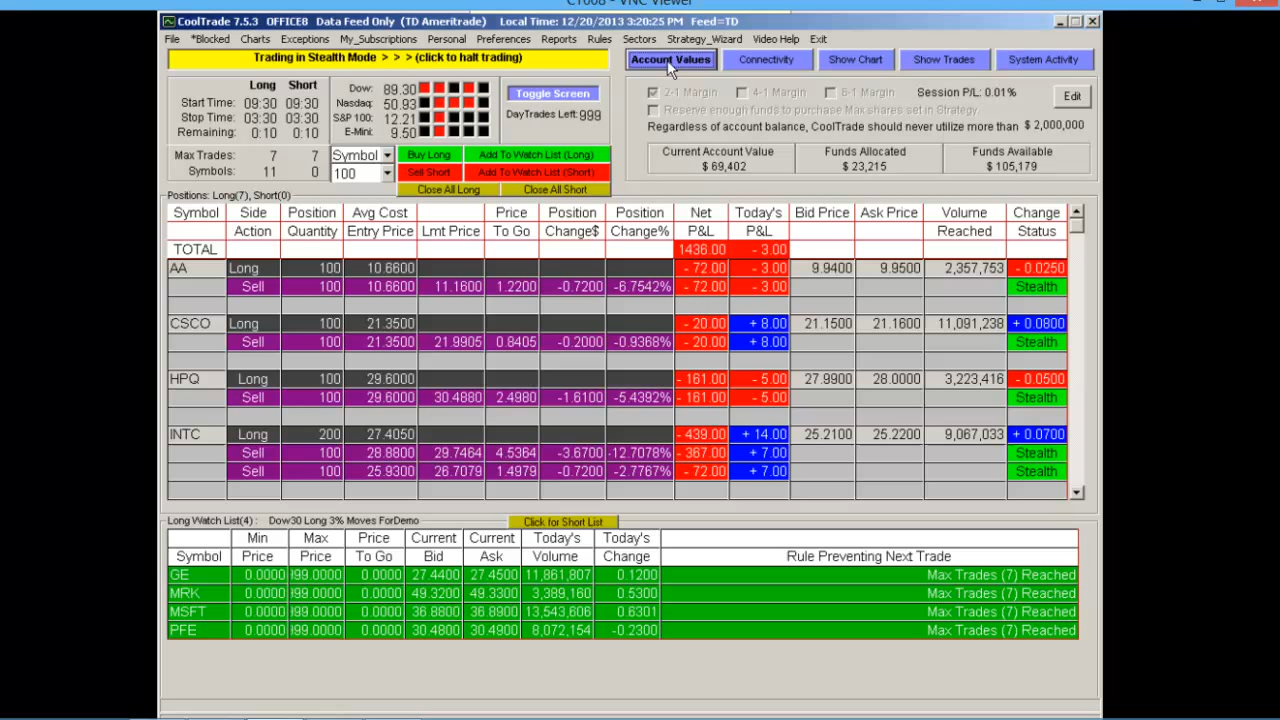 CT008 - VNC Viewer
CoolTrade 7.5.3 OFFICE8 Data Feed Only (TD Ameritrade) Local Time: 12/20/2013 3:20:25 PM Feed=TD
File *Blocked Charts Exceptions My_Subscriptions Personal Preferences Reports Rules Sectors Strategy_Wizard Video Help Exit
Trading in Stealth Mode > > > (click to halt trading) Account Values Connectivity Show Chart Show Trades System Activity
Long Short
Start Time: 09:30 09:30
Stop Time: 03:30 03:30
Remaining: 0:10 0:10
Max Trades: 7 7
Symbols: 11 0
Dow: 89.30
Nasdaq: 50.93
S&P 100: 12.21
E-Mini: 9.50
Toggle Screen
DayTrades Left: 999
Symbol Buy Long Add To Watch List (Long)
100 Sell Short Add To Watch List (Short)
Close All Long Close All Short
2-1 Margin 4-1 Margin 6-1 Margin Session P/L: 0.01% Edit
Reserve enough funds to purchase Max shares set in Strategy.
Regardless of account balance, CoolTrade should never utilize more than $ 2,000,000
Current Account Value Funds Allocated Funds Available
$ 69,402 $ 23,215 $ 105,179
Positions: Long(7), Short(0)
Symbol Side Position Avg Cost Price Position Position Net Today's Bid Price Ask Price Volume Change
Action Quantity Entry Price Lmt Price To Go Change$ Change% P&L P&L Reached Status
TOTAL 1436.00 - 3.00
AA Long 100 10.6600 - 72.00 - 3.00 9.9400 9.9500 2,357,753 - 0.0250
Sell 100 10.6600 11.1600 1.2200 -0.7200 -6.7542% - 72.00 - 3.00 Stealth
CSCO Long 100 21.3500 - 20.00 + 8.00 21.1500 21.1600 11,091,238 + 0.0800
Sell 100 21.3500 21.9905 0.8405 -0.2000 -0.9368% - 20.00 + 8.00 Stealth
HPQ Long 100 29.6000 - 161.00 - 5.00 27.9900 28.0000 3,223,416 - 0.0500
Sell 100 29.6000 30.4880 2.4980 -1.6100 -5.4392% - 161.00 - 5.00 Stealth
INTC Long 200 27.4050 - 439.00 + 14.00 25.2100 25.2200 9,067,033 + 0.0700
Sell 100 28.8800 29.7464 4.5364 -3.6700 -12.7078% - 367.00 + 7.00 Stealth
Sell 100 25.9300 26.7079 1.4979 -0.7200 -2.7767% - 72.00 + 7.00 Stealth
Long Watch List(4) : Dow30 Long 3% Moves ForDemo Click for Short List
Min Max Price Current Current Today's Today's
Symbol Price Price To Go Bid Ask Volume Change Rule Preventing Next Trade
GE 0.0000 99.0000 0.0000 27.4400 27.4500 11,861,807 0.1200 Max Trades (7) Reached
MRK 0.0000 99.0000 0.0000 49.3200 49.3300 3,389,160 0.5300 Max Trades (7) Reached
MSFT 0.0000 99.0000 0.0000 36.8800 36.8900 13,543,606 0.6301 Max Trades (7) Reached
PFE 0.0000 99.0000 0.0000 30.4800 30.4900 8,072,154 -0.2300 Max Trades (7) Reached